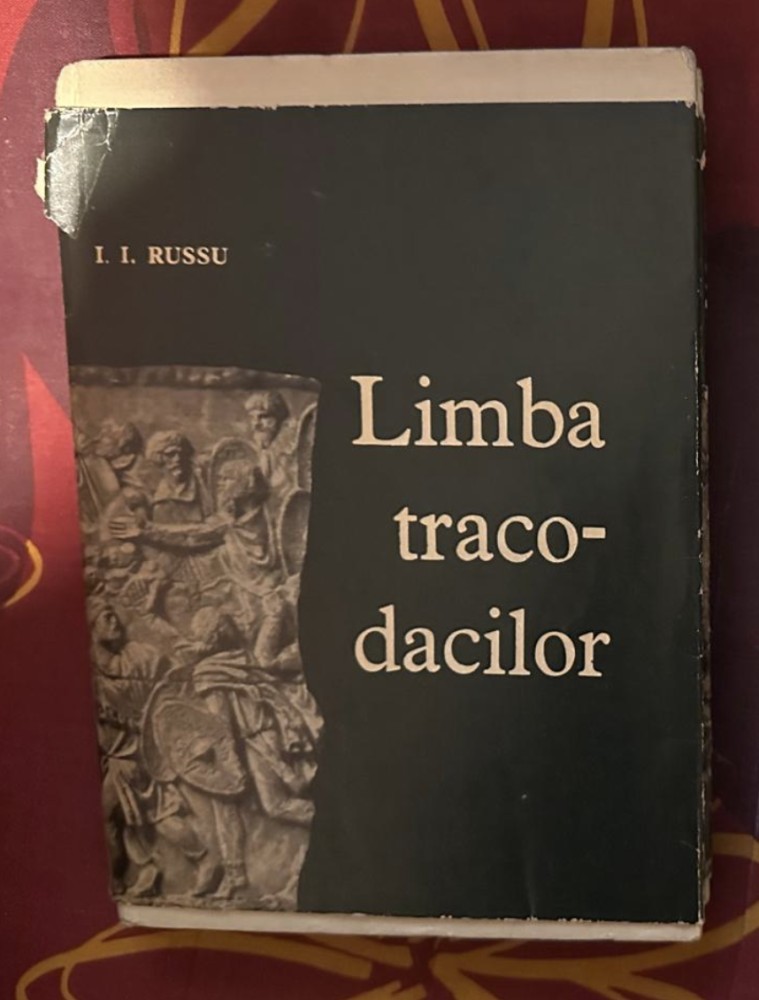 I. I. RUSSU
Limba
traco-
dacilor